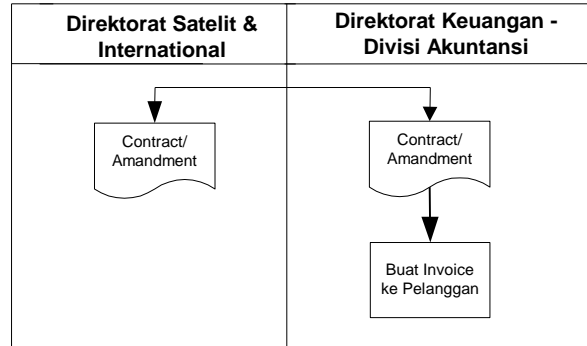 Direktorat Satelit &
International
Direktorat Keuangan -
Divisi Akuntansi
Contract/
Amandment
Contract/
Amandment
Buat Invoice
ke Pelanggan